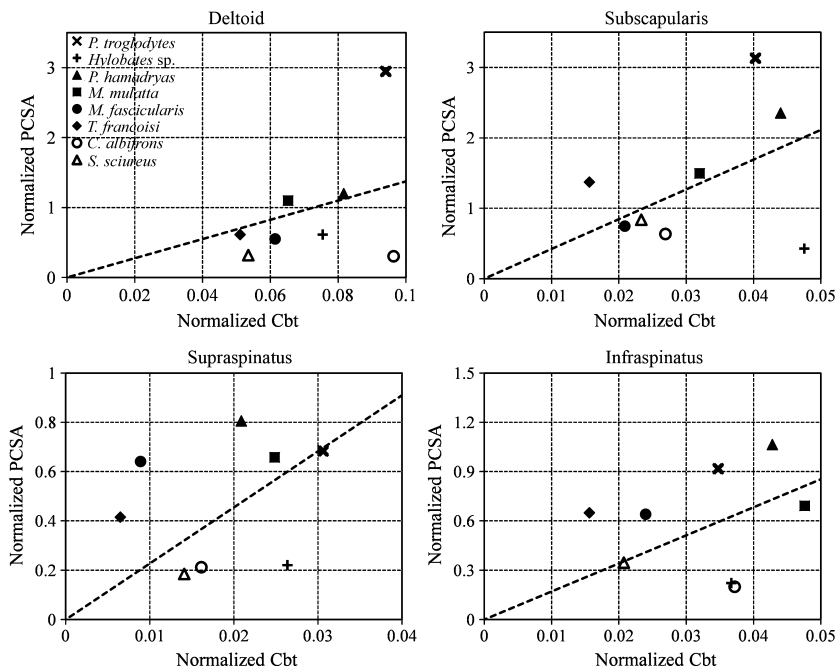 Deltoid
Normalized PCSA
3
2
1
0
P. troglodytes
Hylobates sp.
P. hamadryas
M. mulatta
M. fascicularis
T. francoisi
C. albifrons
S. sciureus
0 0.02 0.04 0.06 0.08 0.1
Normalized Cbt
Subscapularis
Normalized PCSA
3
2
1
0
0 0.01 0.02 0.03 0.04 0.05
Normalized Cbt
Supraspinatus
Normalized PCSA
1
0.8
0.6
0.4
0.2
0
0 0.01 0.02 0.03 0.04
Normalized Cbt
Infraspinatus
Normalized PCSA
1.5
1.2
0.9
0.6
0.3
0
0 0.01 0.02 0.03 0.04 0.05
Normalized Cbt